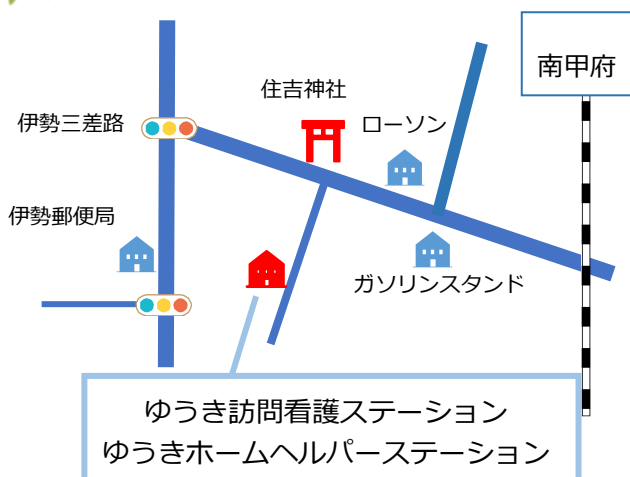 南甲府
住吉神社
伊勢三差路
ローソン
伊勢郵便局
ガソリンスタンド
ゆうき訪問看護ステーション
ゆうきホームヘルパーステーション